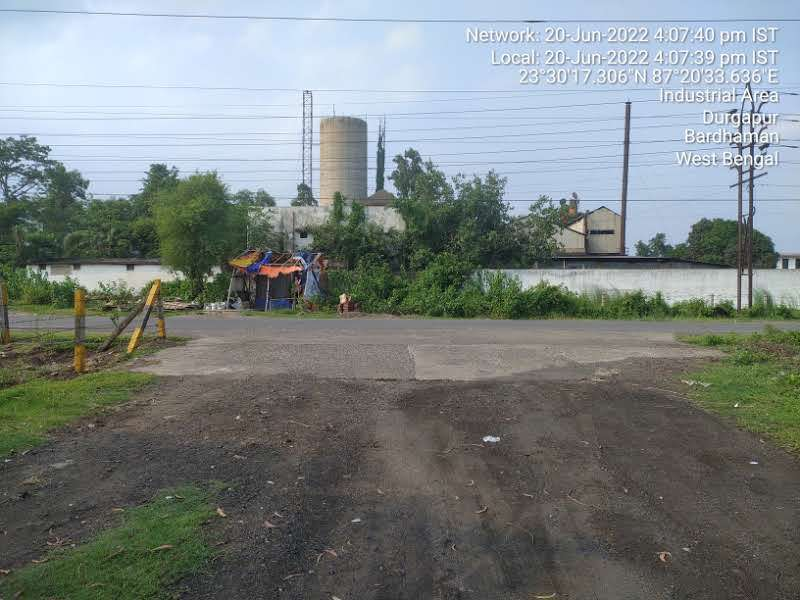 Network: 20-Jun-2022 4:07:40 pm IST
Local: 20-Jun-2022 4:07:39 pm IST
23°30'17.306"N 87°20'33.636"E
Industrial Area
Durgapur
Bardhaman
West Bengal